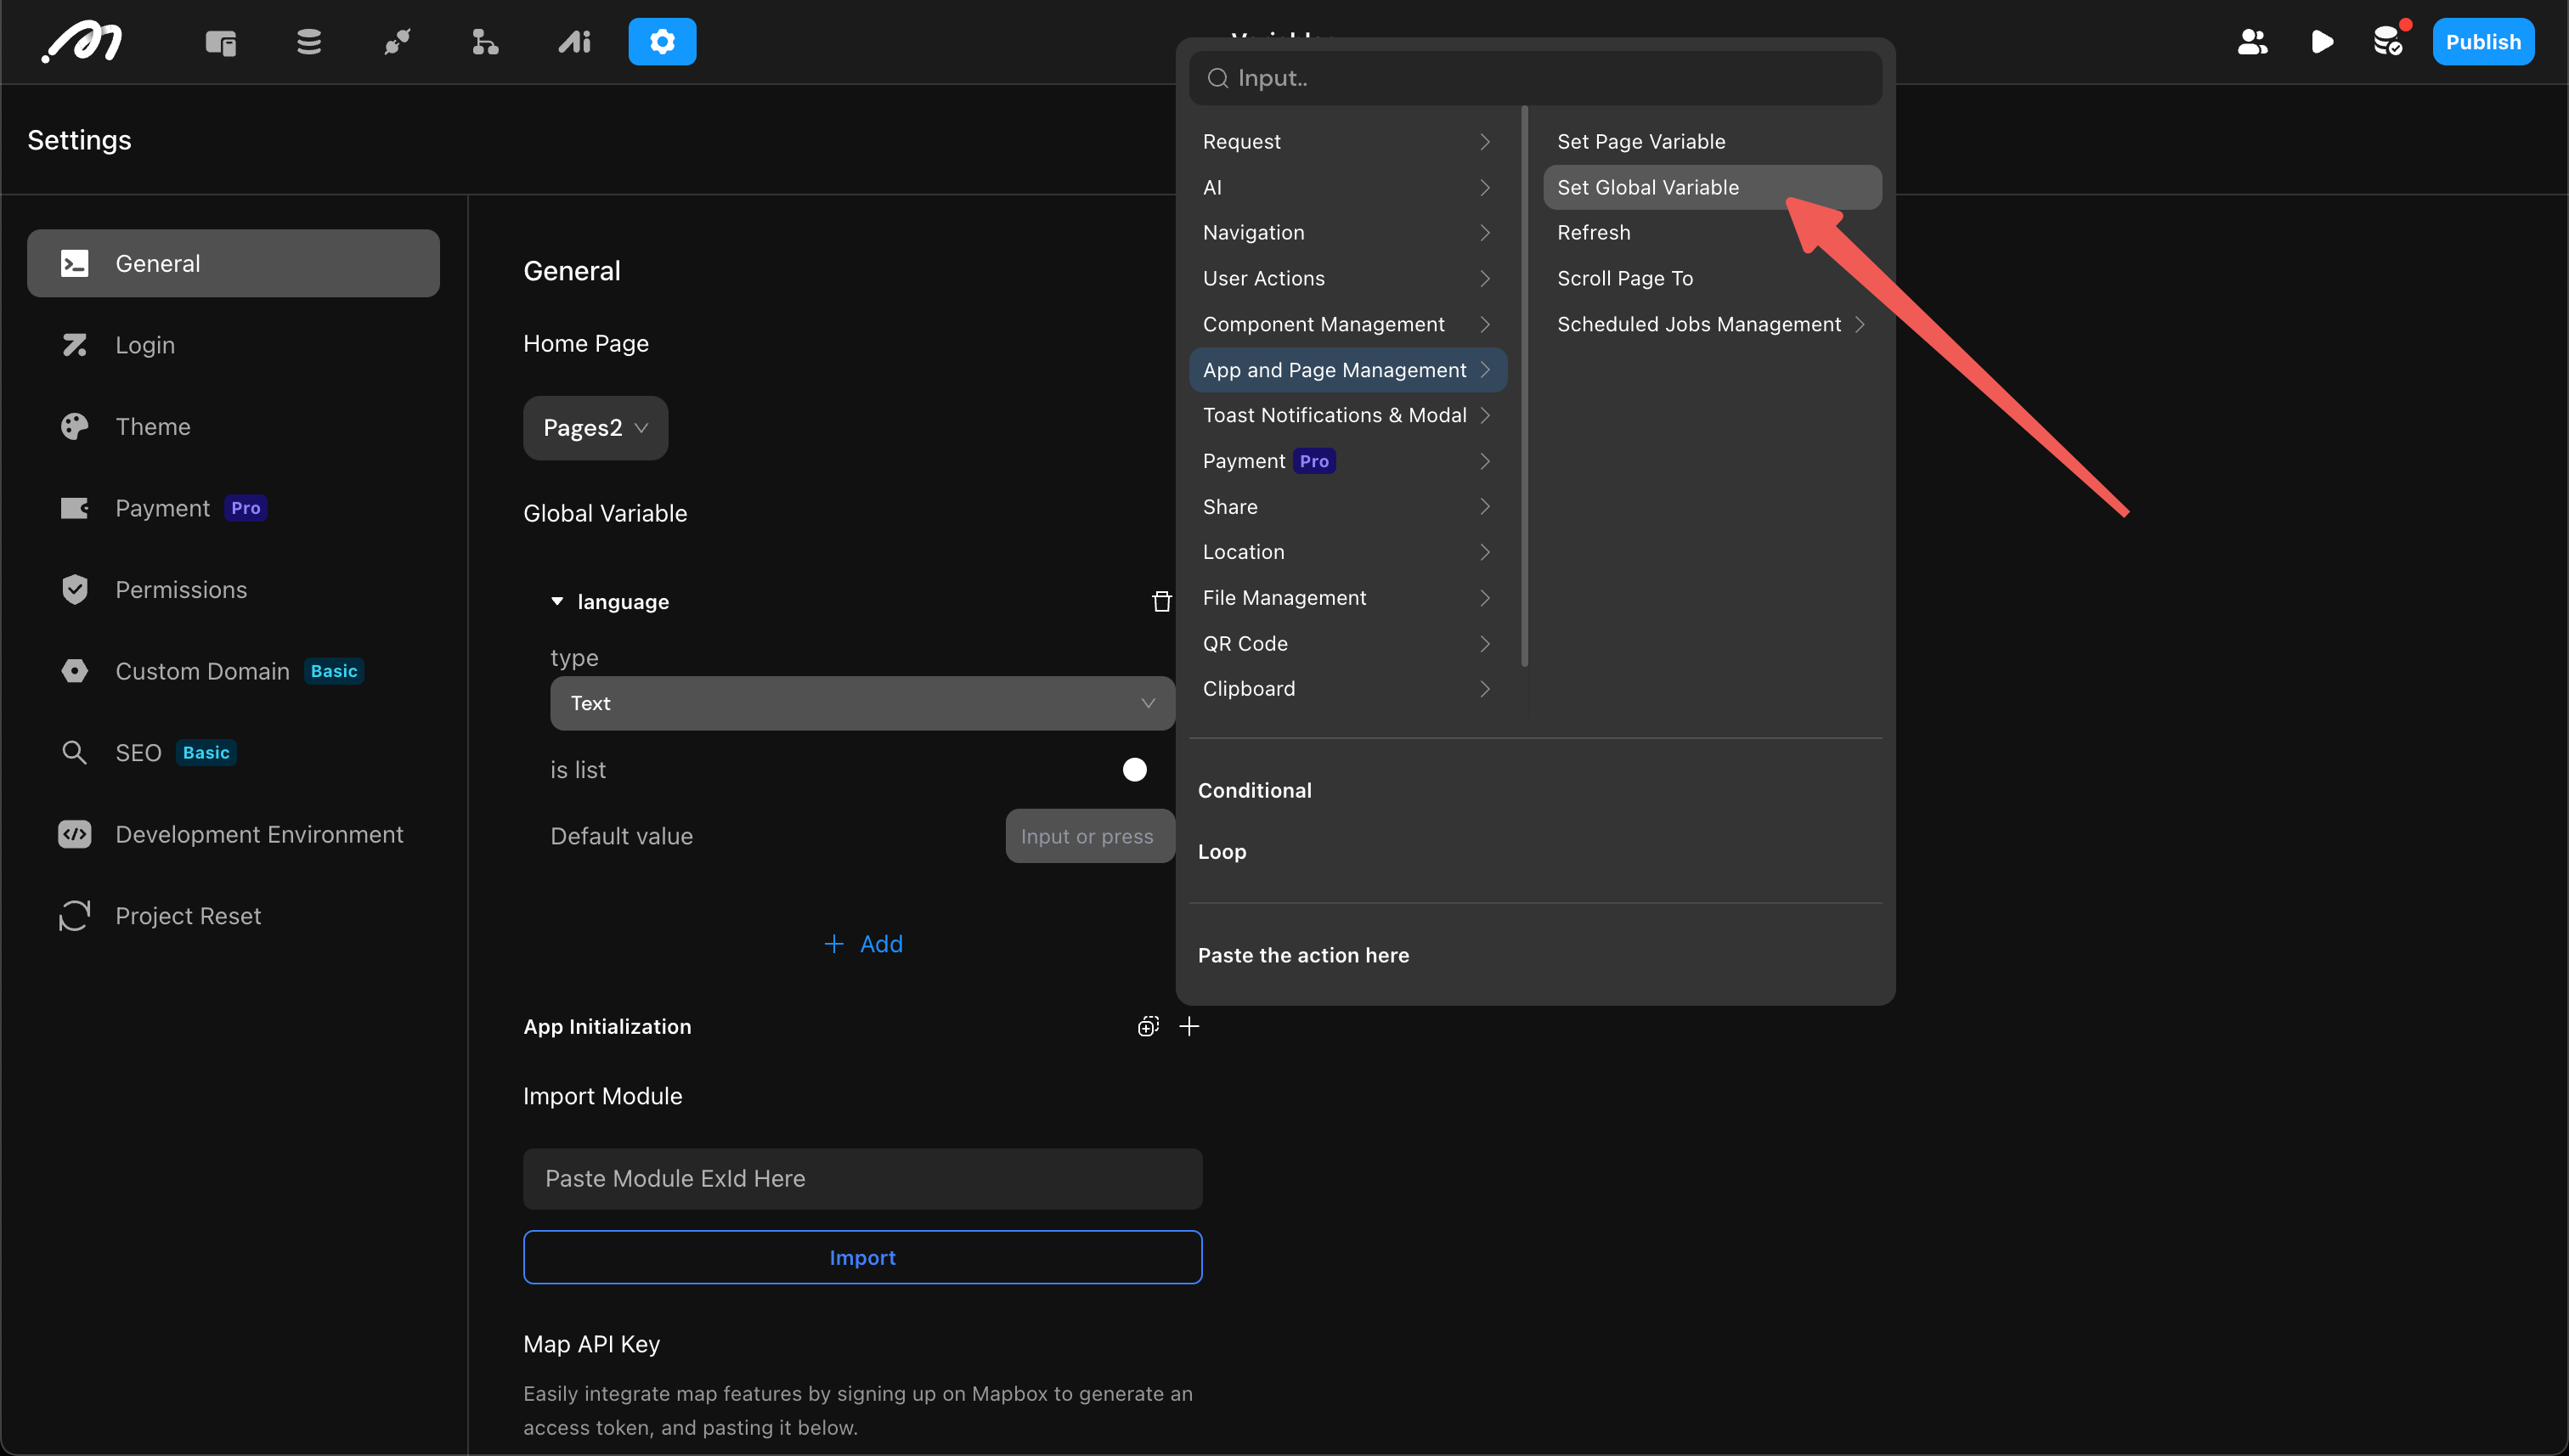 Publish
Settings
General
Login
Theme
Payment Pro
Permissions
Custom Domain Basic
SEO Basic
Development Environment
Project Reset
General
Home Page
Pages2
Global Variable
language
type
Text
is list
Default value
Input or press
+ Add
App Initialization
Import Module
Paste Module ExId Here
Import
Map API Key
Easily integrate map features by signing up on Mapbox to generate an
access token, and pasting it below.
Input..
Request
AI
Navigation
User Actions
Component Management
App and Page Management
Toast Notifications & Modal
Payment Pro
Share
Location
File Management
QR Code
Clipboard
Set Page Variable
Set Global Variable
Refresh
Scroll Page To
Scheduled Jobs Management
Conditional
Loop
Paste the action here